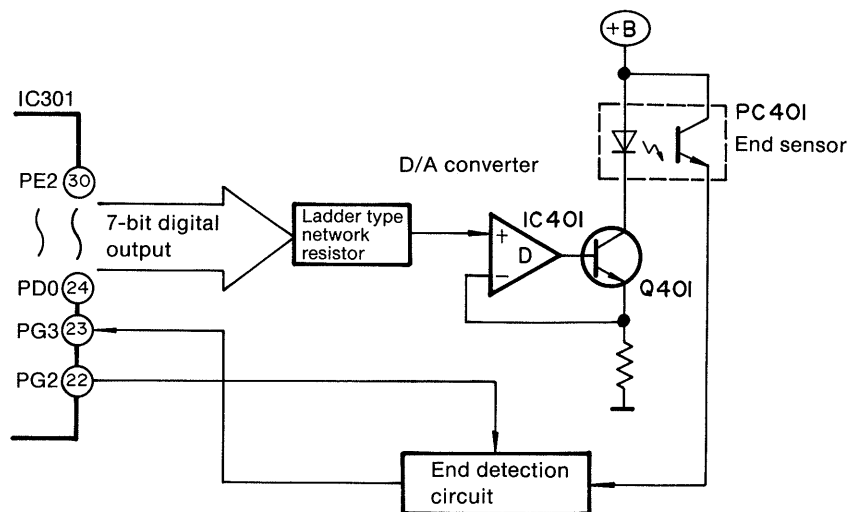 +B
IC301
PC401
End sensor
D/A converter
PE2 30
7-bit digital
output
Ladder type
network
resistor
+
IC401
D
−
Q401
PD0 24
PG3 23
PG2 22
End detection
circuit